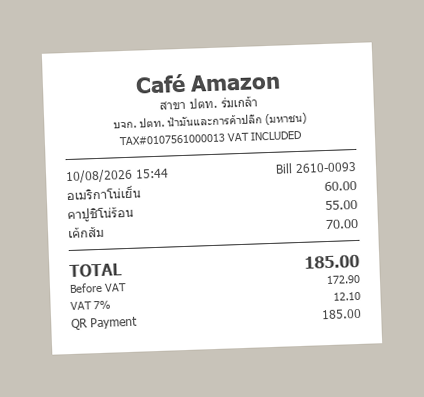 Café Amazon
สาขา ปตท. ร่มเกล้า
บจก. ปตท. น้ำมันและการค้าปลีก (มหาชน)
TAX#0107561000013 VAT INCLUDED
10/08/2026 15:44 Bill 2610-0093
อเมริกาโน่เย็น 60.00
คาปูชิโน่ร้อน 55.00
เค้กส้ม 70.00
TOTAL 185.00
Before VAT 172.90
VAT 7% 12.10
QR Payment 185.00